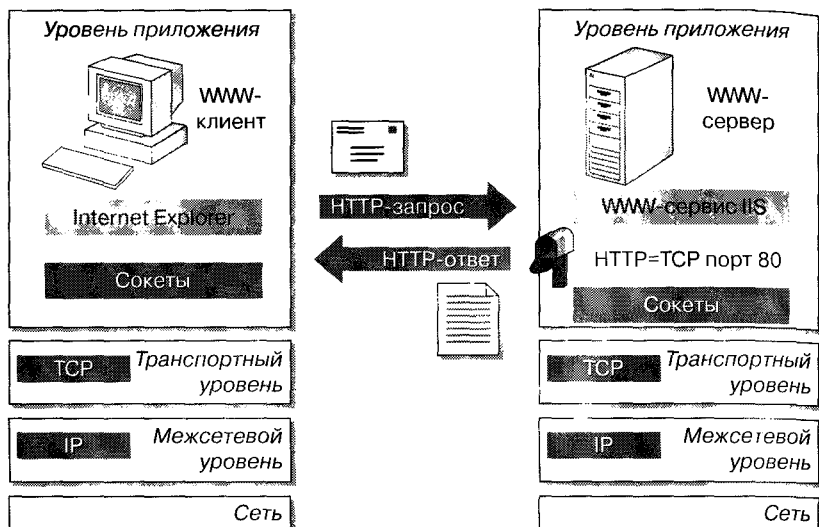 Уровень приложения
WWW-
клиент
Internet Explorer
Сокеты
TCP
Транспортный
уровень
IP
Межсетевой
уровень
Сеть
HTTP-запрос
HTTP-ответ
Уровень приложения
WWW-
сервер
WWW-сервис IIS
HTTP=TCP порт 80
Сокеты
TCP
Транспортный
уровень
IP
Межсетевой
уровень
Сеть